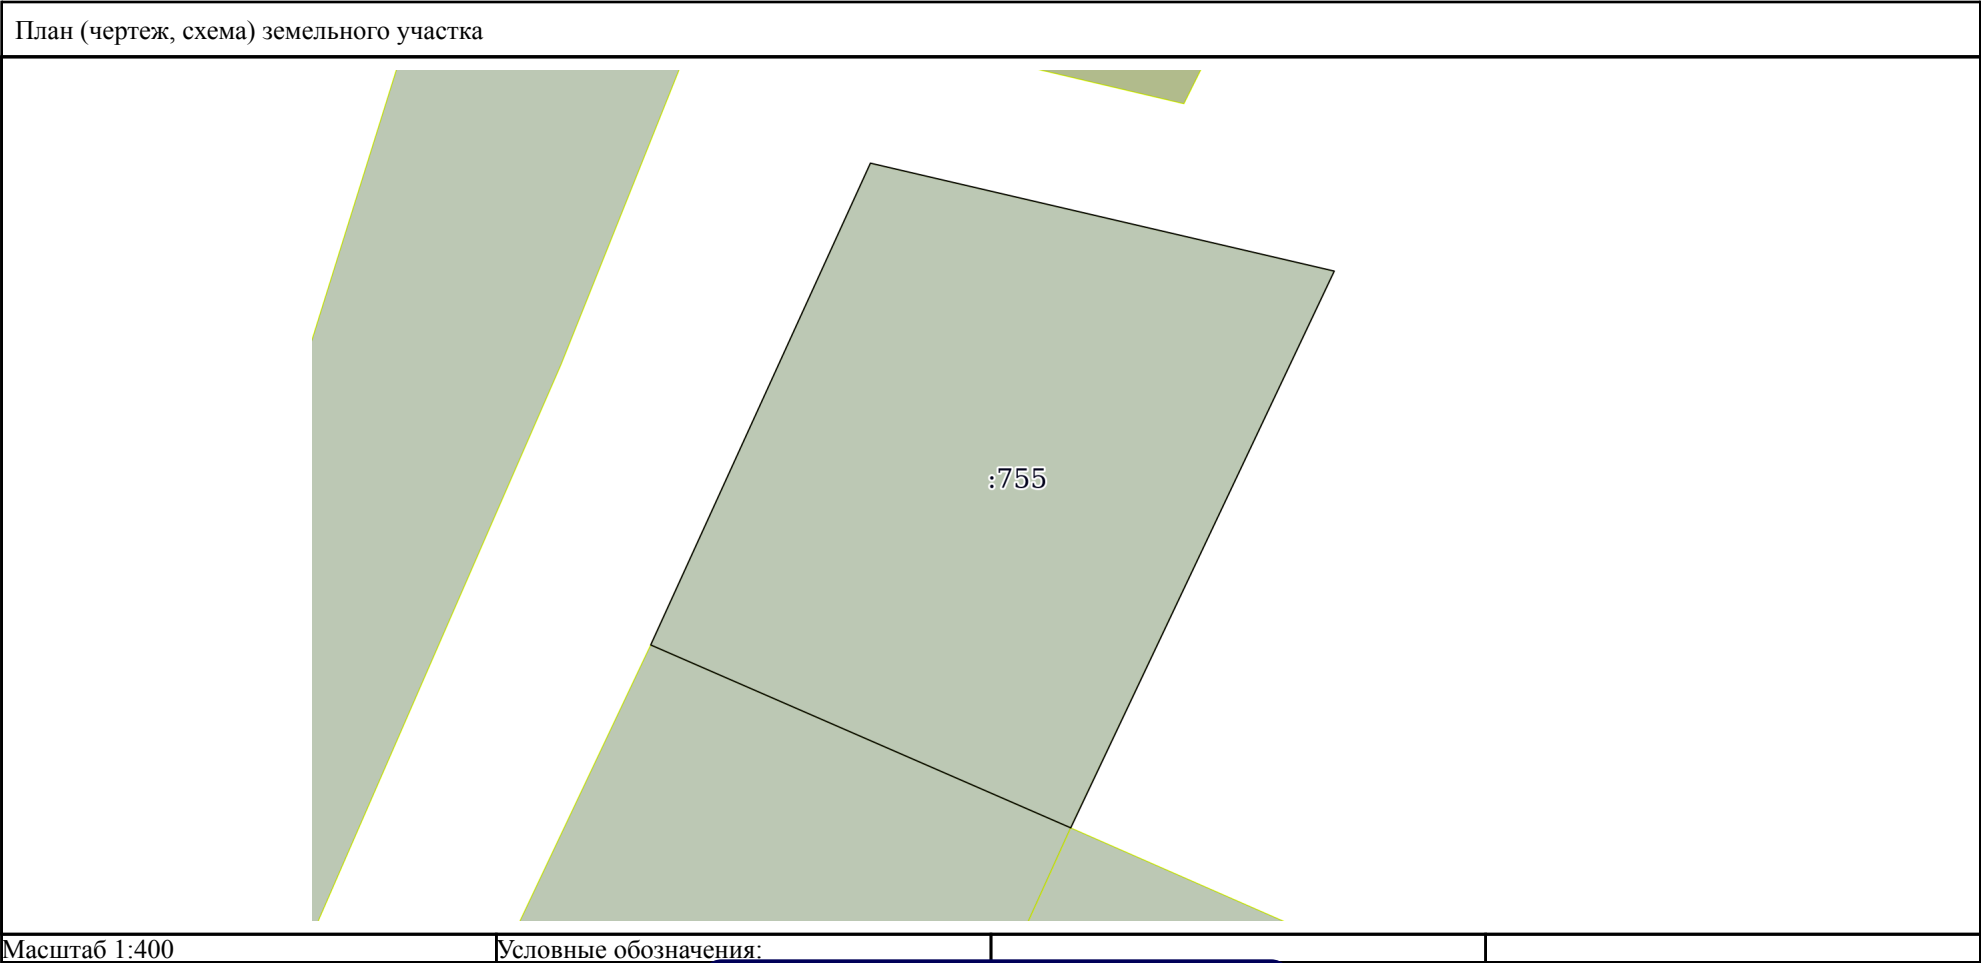 План (чертеж, схема) земельного участка
:755
Масштаб 1:400
Условные обозначения: